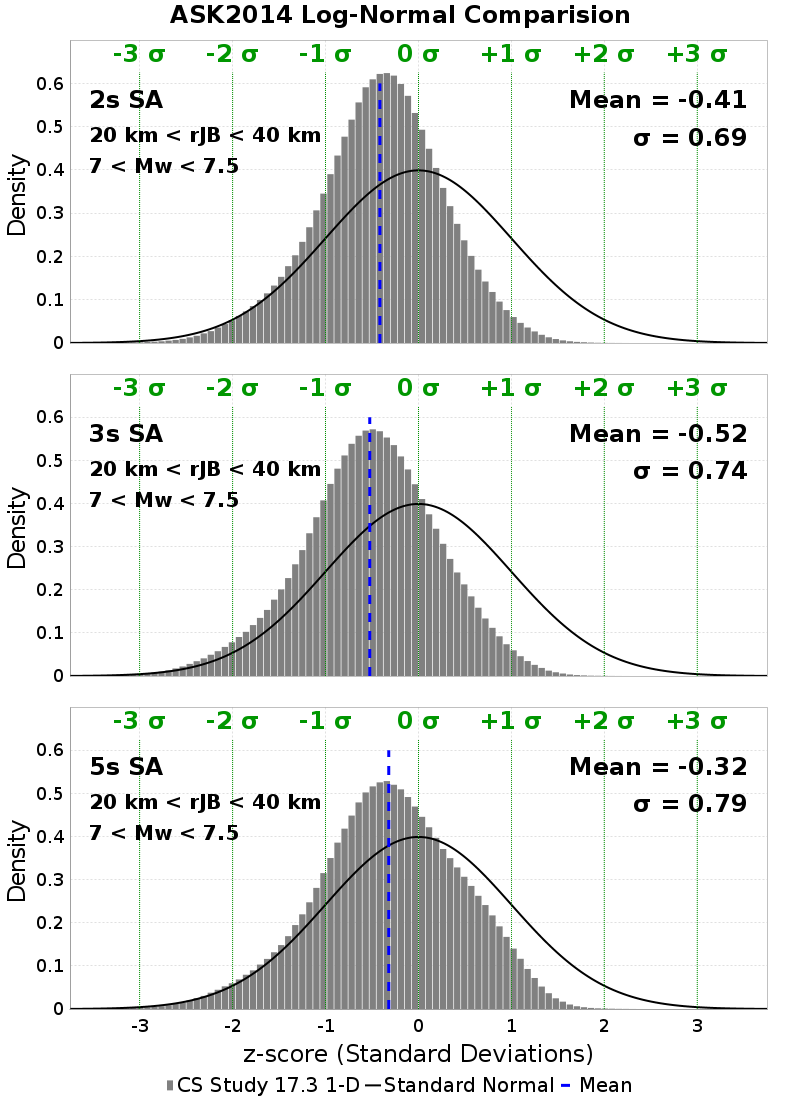 ASK2014 Log-Normal Comparision
-3 σ -2 σ -1 σ 0 σ +1 σ +2 σ +3 σ
2s SA
Mean = -0.41
20 km < rJB < 40 km
σ = 0.69
7 < Mw < 7.5
Density
0.6
0.5
0.4
0.3
0.2
0.1
0
-3 σ -2 σ -1 σ 0 σ +1 σ +2 σ +3 σ
3s SA
Mean = -0.52
20 km < rJB < 40 km
σ = 0.74
7 < Mw < 7.5
Density
0.6
0.5
0.4
0.3
0.2
0.1
0
-3 σ -2 σ -1 σ 0 σ +1 σ +2 σ +3 σ
5s SA
Mean = -0.32
20 km < rJB < 40 km
σ = 0.79
7 < Mw < 7.5
Density
0.6
0.5
0.4
0.3
0.2
0.1
0
-3 -2 -1 0 1 2 3
z-score (Standard Deviations)
CS Study 17.3 1-D Standard Normal Mean